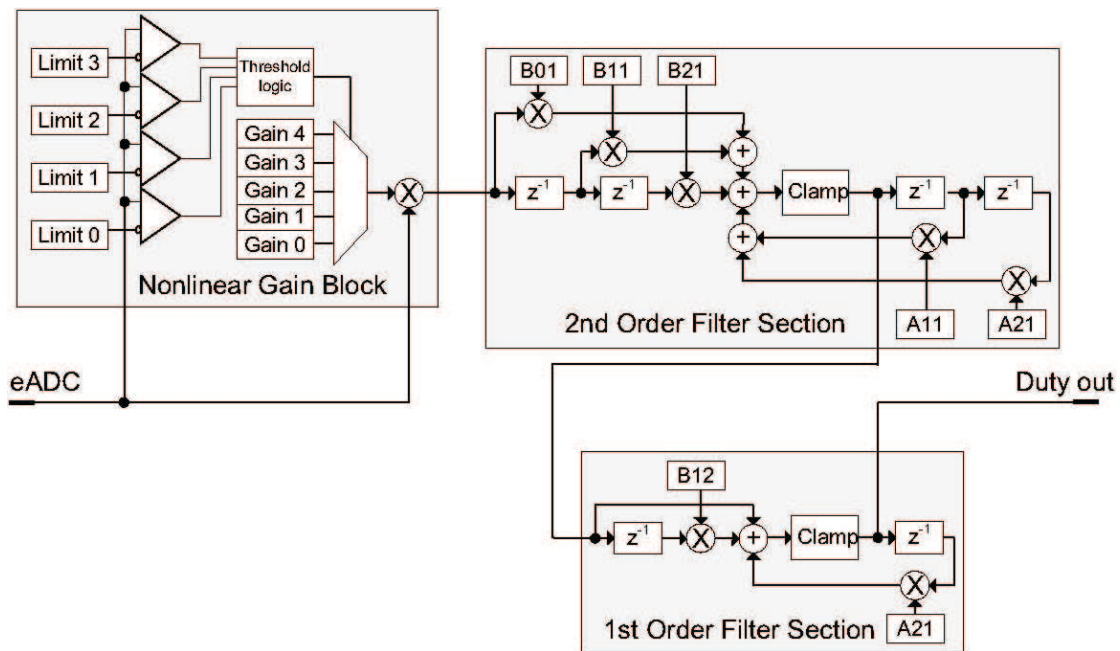 Limit 3
Limit 2
Limit 1
Limit 0
Threshold
logic
Gain 4
Gain 3
Gain 2
Gain 1
Gain 0
X
Nonlinear Gain Block
eADC
B01
B11
B21
X
X
+
z-1
z-1
X
+
Clamp
z-1
z-1
+
X
X
A11
A21
2nd Order Filter Section
Duty out
B12
z-1
X
+
Clamp
z-1
X
A21
1st Order Filter Section